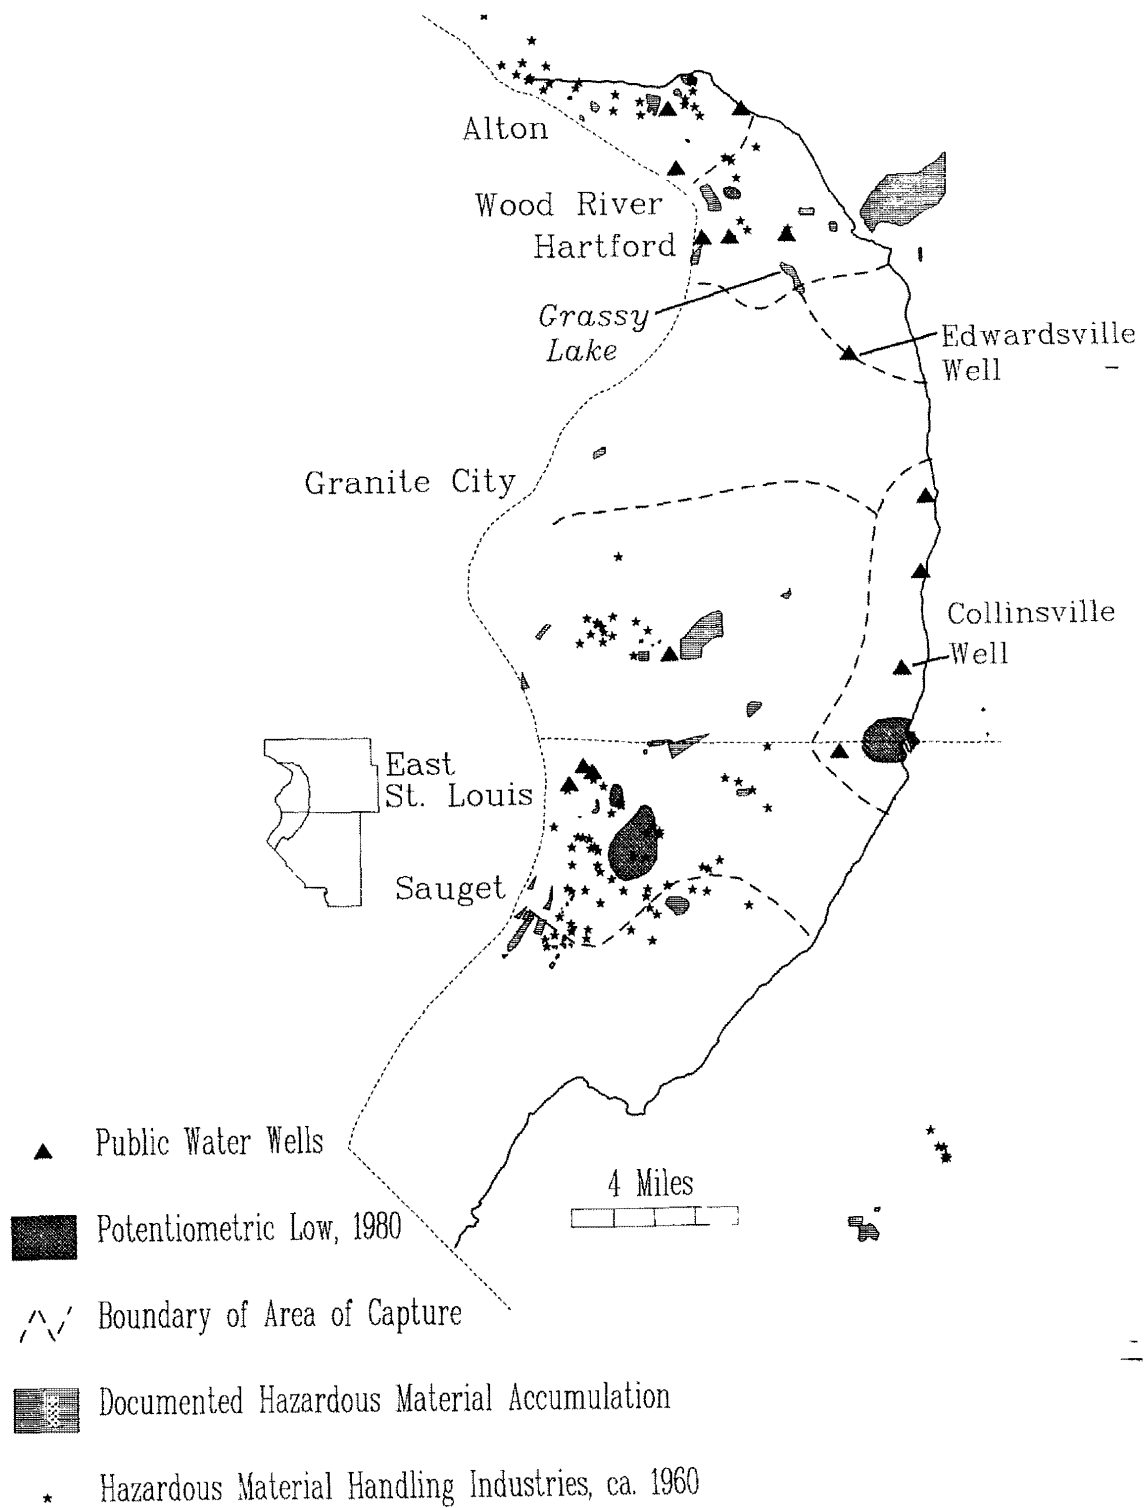 Alton
Wood River
Hartford
Grassy
Lake
Edwardsville
Well
Granite City
Collinsville
Well
East
St. Louis
Sauget
4 Miles
Public Water Wells
Potentiometric Low, 1980
Boundary of Area of Capture
Documented Hazardous Material Accumulation
Hazardous Material Handling Industries, ca. 1960